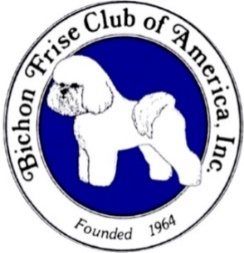 Bichon Frise Club of America, Inc
Founded 1964